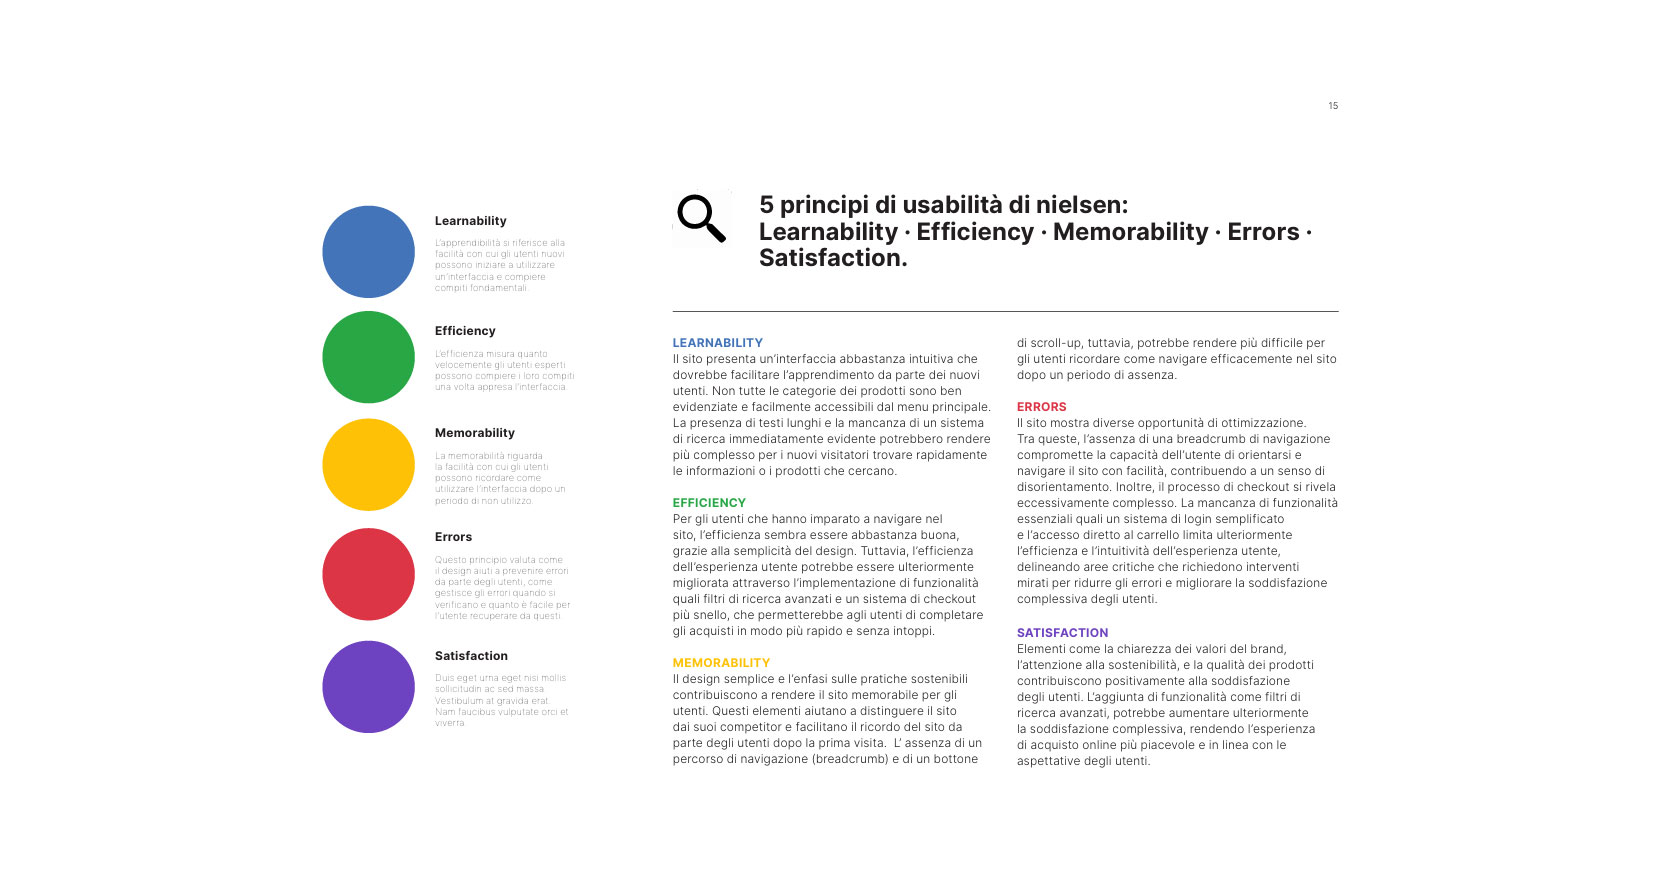 15
Learnability
L'apprendibilità si riferisce alla
facilità con cui gli utenti nuovi
possono iniziare a utilizzare
un'interfaccia e compiere
compiti fondamentali.
Efficiency
L'efficienza misura quanto
velocemente gli utenti esperti
possono compiere i loro compiti
una volta appresa l'interfaccia.
Memorability
La memorabilità riguarda
la facilità con cui gli utenti
possono ricordare come
utilizzare l'interfaccia dopo un
periodo di non utilizzo.
Errors
Questo principio valuta come
il design aiuti a prevenire errori
da parte degli utenti, come
gestisce gli errori quando si
verificano e quanto è facile per
l'utente recuperare da questi.
Satisfaction
Duis eget urna eget nisi mollis
sollicitudin ac sed massa.
Vestibulum at gravida erat.
Nam faucibus vulputate orci et
viverra.
5 principi di usabilità di nielsen:
Learnability · Efficiency · Memorability · Errors ·
Satisfaction.
LEARNABILITY
Il sito presenta un'interfaccia abbastanza intuitiva che
dovrebbe facilitare l'apprendimento da parte dei nuovi
utenti. Non tutte le categorie dei prodotti sono ben
evidenziate e facilmente accessibili dal menu principale.
La presenza di testi lunghi e la mancanza di un sistema
di ricerca immediatamente evidente potrebbero rendere
più complesso per i nuovi visitatori trovare rapidamente
le informazioni o i prodotti che cercano.
EFFICIENCY
Per gli utenti che hanno imparato a navigare nel
sito, l'efficienza sembra essere abbastanza buona,
grazie alla semplicità del design. Tuttavia, l'efficienza
dell'esperienza utente potrebbe essere ulteriormente
migliorata attraverso l'implementazione di funzionalità
quali filtri di ricerca avanzati e un sistema di checkout
più snello, che permetterebbe agli utenti di completare
gli acquisti in modo più rapido e senza intoppi.
MEMORABILITY
Il design semplice e l'enfasi sulle pratiche sostenibili
contribuiscono a rendere il sito memorabile per gli
utenti. Questi elementi aiutano a distinguere il sito
dai suoi competitor e facilitano il ricordo del sito da
parte degli utenti dopo la prima visita.  L' assenza di un
percorso di navigazione (breadcrumb) e di un bottone
di scroll-up, tuttavia, potrebbe rendere più difficile per
gli utenti ricordare come navigare efficacemente nel sito
dopo un periodo di assenza.
ERRORS
Il sito mostra diverse opportunità di ottimizzazione.
Tra queste, l'assenza di una breadcrumb di navigazione
compromette la capacità dell'utente di orientarsi e
navigare il sito con facilità, contribuendo a un senso di
disorientamento. Inoltre, il processo di checkout si rivela
eccessivamente complesso. La mancanza di funzionalità
essenziali quali un sistema di login semplificato
e l'accesso diretto al carrello limita ulteriormente
l'efficienza e l'intuitività dell'esperienza utente,
delineando aree critiche che richiedono interventi
mirati per ridurre gli errori e migliorare la soddisfazione
complessiva degli utenti.
SATISFACTION
Elementi come la chiarezza dei valori del brand,
l'attenzione alla sostenibilità, e la qualità dei prodotti
contribuiscono positivamente alla soddisfazione
degli utenti. L'aggiunta di funzionalità come filtri di
ricerca avanzati, potrebbe aumentare ulteriormente
la soddisfazione complessiva, rendendo l'esperienza
di acquisto online più piacevole e in linea con le
aspettative degli utenti.